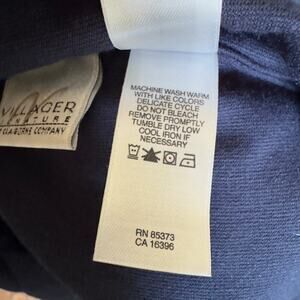 VILLAGER
CLAIBORNE COMPANY
MACHINE WASH WARM
WITH LIKE COLORS
DELICATE CYCLE
DO NOT BLEACH
REMOVE PROMPTLY
TUMBLE DRY LOW
COOL IRON IF
NECESSARY
RN 85373
CA 16396